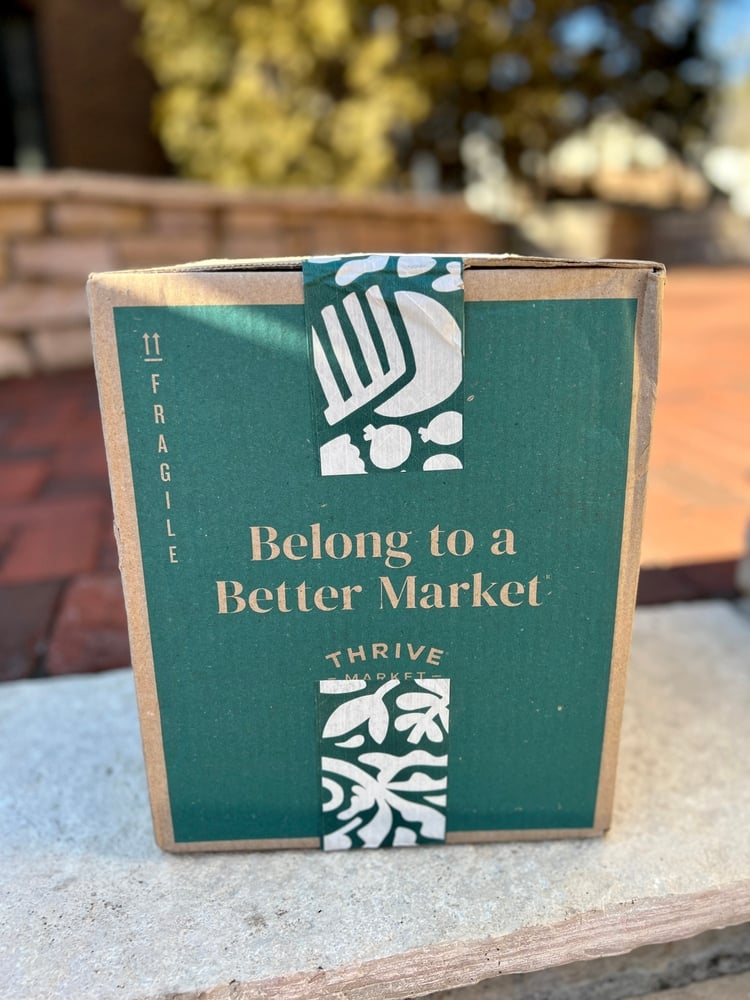 FRAGILE
Belong to a
Better Market
THRIVE
MARKET